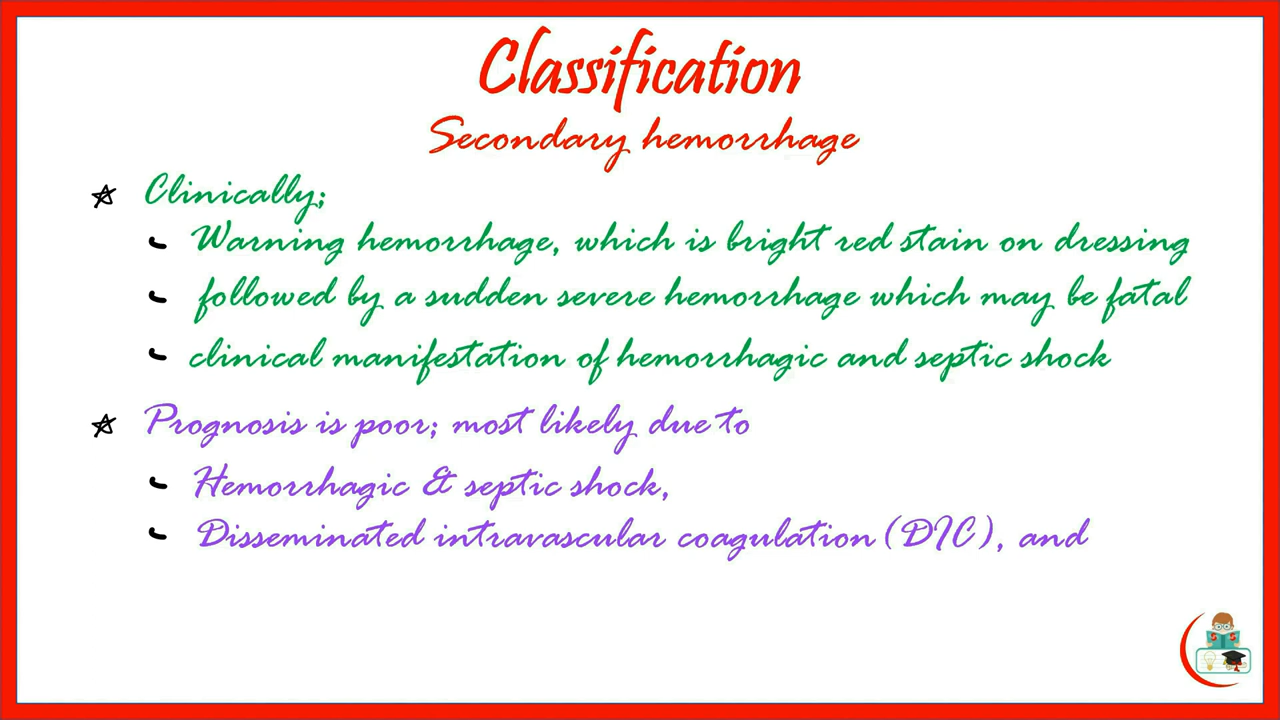 Classification
Secondary hemorrhage
Clinically;
Warning hemorrhage, which is bright red stain on dressing
followed by a sudden severe hemorrhage which may be fatal
clinical manifestation of hemorrhagic and septic shock
Prognosis is poor; most likely due to
Hemorrhagic & septic shock,
Disseminated intravascular coagulation (DIC), and